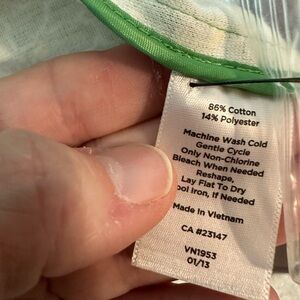 86% Cotton
14% Polyester
Machine Wash Cold
Gentle Cycle
Only Non-Chlorine
Bleach When Needed
Reshape,
Lay Flat To Dry
ool Iron, If Needed
Made in Vietnam
CA #23147
VN1953
01/13